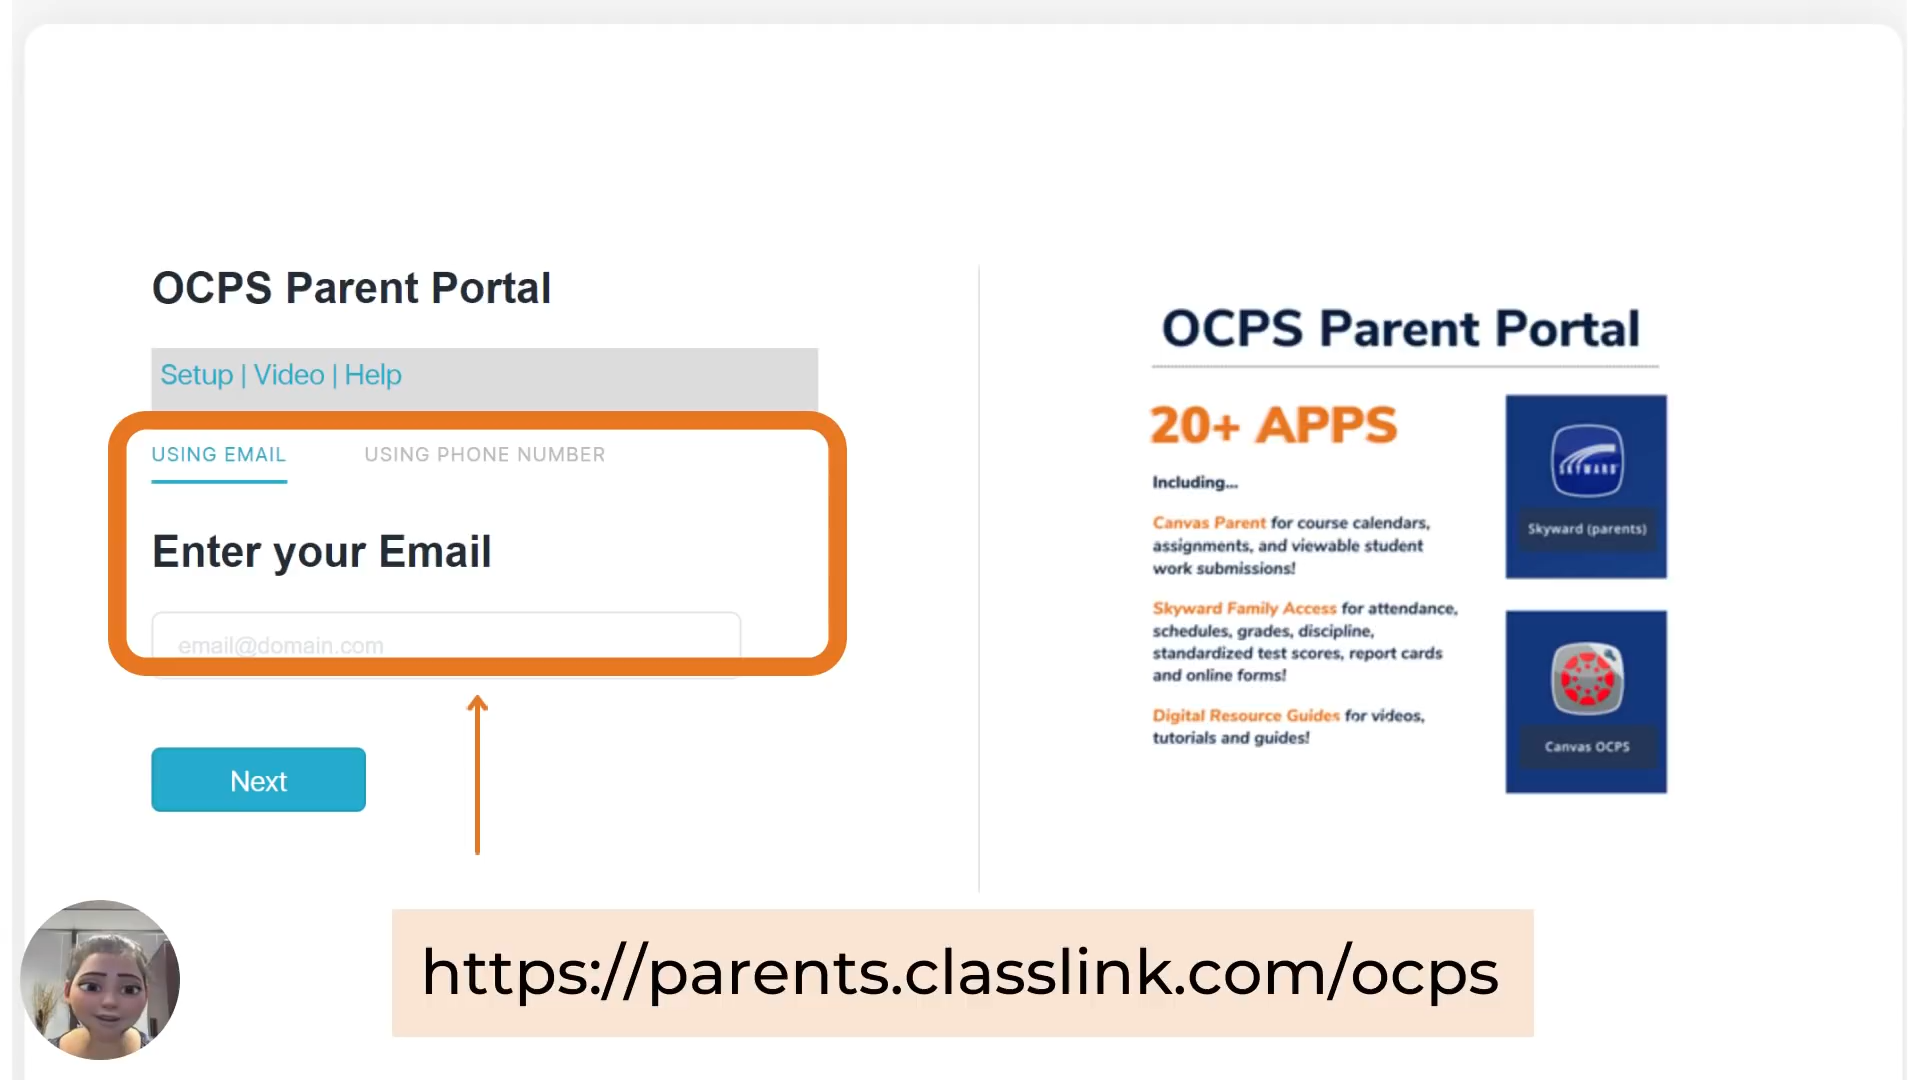 OCPS Parent Portal
Setup | Video | Help
USING EMAIL
USING PHONE NUMBER
Enter your Email
email@domain.com
Next
OCPS Parent Portal
20+ APPS
Including...
Canvas Parent for course calendars,
assignments, and viewable student
work submissions!
Skyward Family Access for attendance,
schedules, grades, discipline,
standardized test scores, report cards
and online forms!
Digital Resource Guides for videos,
tutorials and guides!
SKYWARD
Skyward (parents)
Canvas OCPS
https://parents.classlink.com/ocps